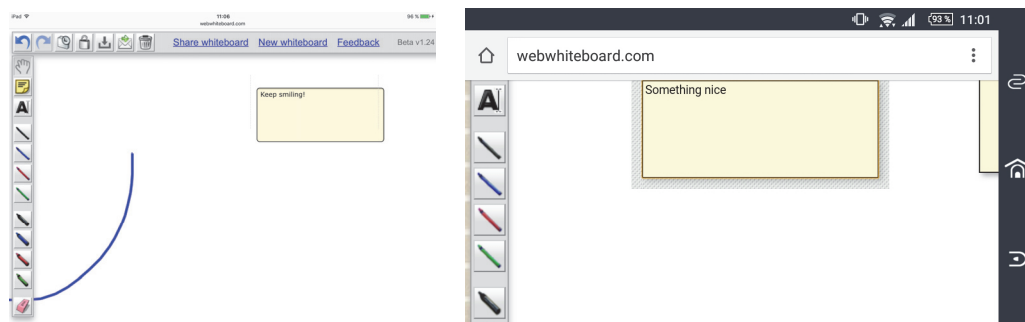 iPad
11:06
96 %
webwhiteboard.com
Share whiteboard New whiteboard Feedback Beta v1.24
A
Keep smiling!
93 % 11:01
webwhiteboard.com
A
Something nice